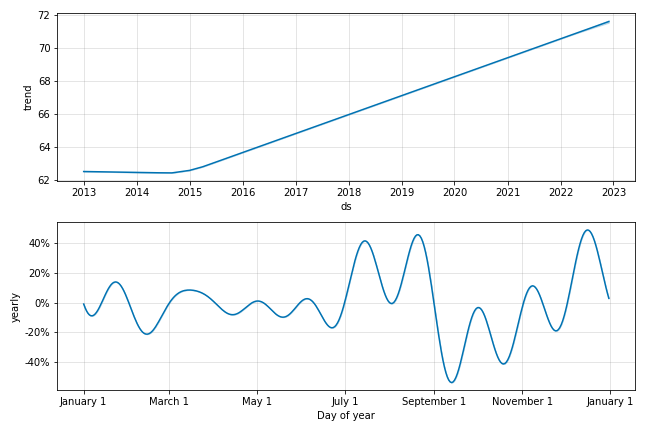 72
70
68
66
64
62
trend
2013 2014 2015 2016 2017 2018 2019 2020 2021 2022 2023
ds
40%
20%
0%
-20%
-40%
yearly
January 1 March 1 May 1 July 1 September 1 November 1 January 1
Day of year